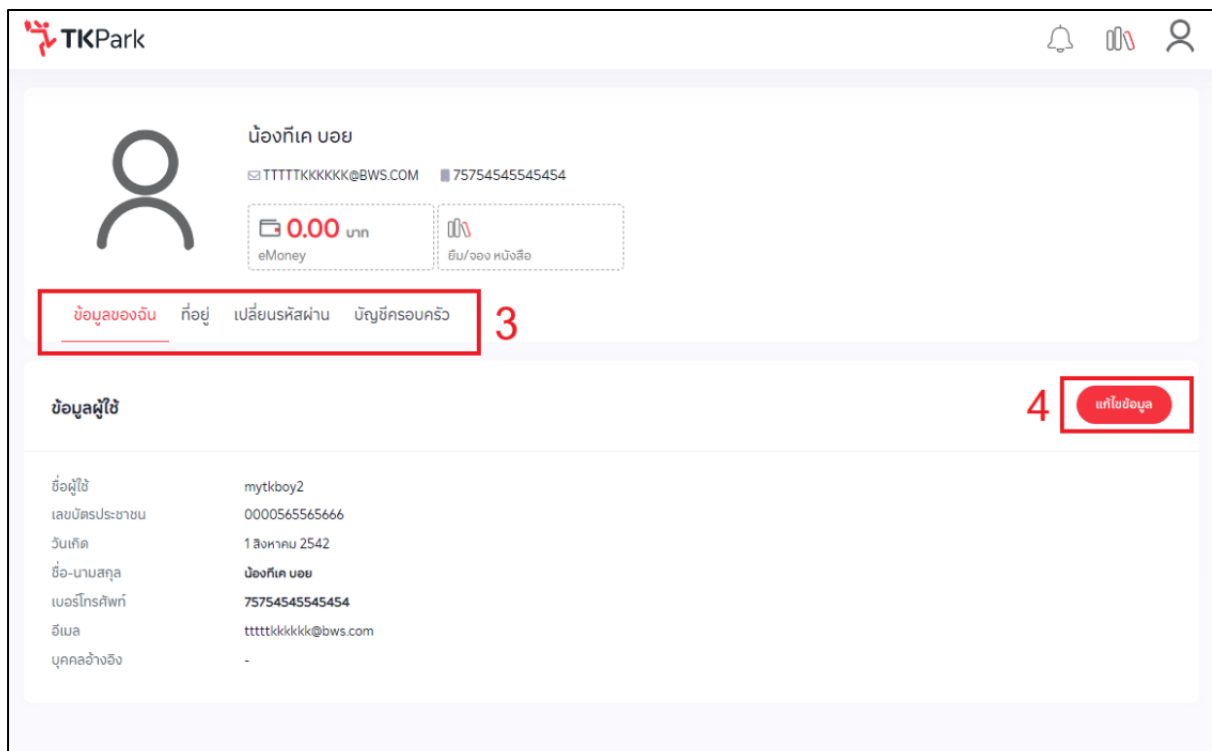 TKPark
น้องทีเค บอย
TTTTTKKKKKK@BWS.COM 75754545545454
0.00 บาท
eMoney
ยืม/จอง หนังสือ
ข้อมูลของฉัน ที่อยู่ เปลี่ยนรหัสผ่าน บัญชีครอบครัว 3
ข้อมูลผู้ใช้ 4 แก้ไขข้อมูล
ชื่อผู้ใช้ mytkboy2
เลขบัตรประชาชน 0000565565666
วันเกิด 1 สิงหาคม 2542
ชื่อ-นามสกุล น้องทีเค บอย
เบอร์โทรศัพท์ 75754545545454
อีเมล tttttkkkkkk@bws.com
บุคคลอ้างอิง -